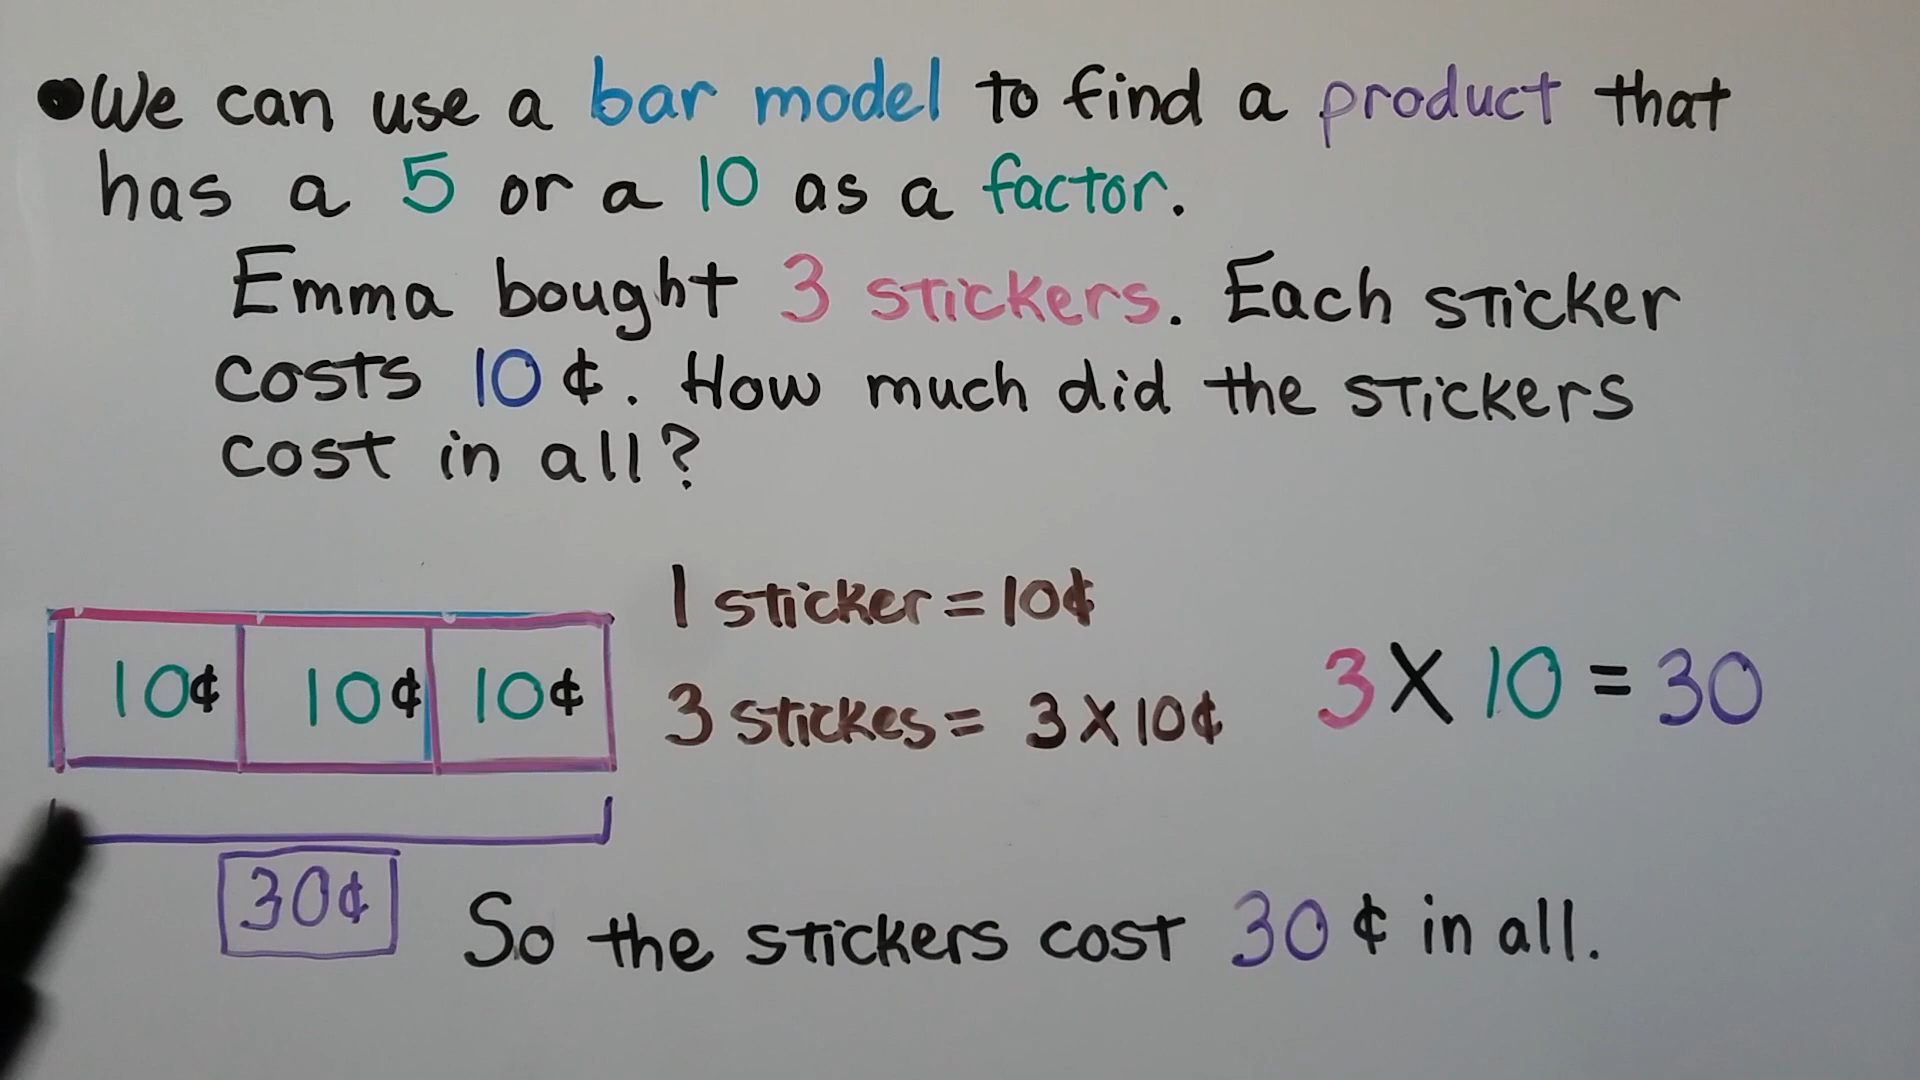 We can use a bar model to find a product that
has a 5 or a 10 as a factor.
Emma bought 3 stickers. Each sticker
costs 10¢. How much did the stickers
cost in all?
10¢ 10¢ 10¢
1 sticker = 10¢
3 stickes = 3 X 10¢
3 X 10 = 30
30¢
So the stickers cost 30¢ in all.